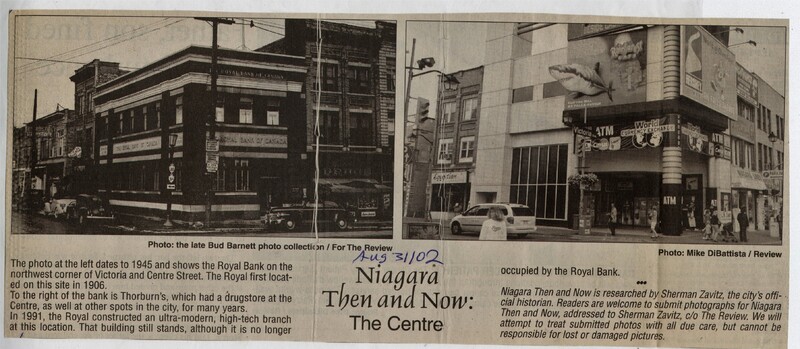 ROYAL BANK OF CANADA
ROYAL BANK OF CANADA
THE ROYAL BANK OF CANADA
ATM
World
ATM
Photo: the late Bud Barnett photo collection / For The Review
Photo: Mike DiBattista / Review
The photo at the left dates to 1945 and shows the Royal Bank on the
northwest corner of Victoria and Centre Street. The Royal first locat-
ed on this site in 1906.
To the right of the bank is Thorburn's, which had a drugstore at the
Centre, as well at other spots in the city, for many years.
In 1991, the Royal constructed an ultra-modern, high-tech branch
at this location. That building still stands, although it is no longer
Aug 31/02
Niagara
Then and Now:
The Centre
occupied by the Royal Bank.
•••
Niagara Then and Now is researched by Sherman Zavitz, the city's offi-
cial historian. Readers are welcome to submit photographs for Niagara
Then and Now, addressed to Sherman Zavitz, c/o The Review. We will
attempt to treat submitted photos with all due care, but cannot be
responsible for lost or damaged pictures.